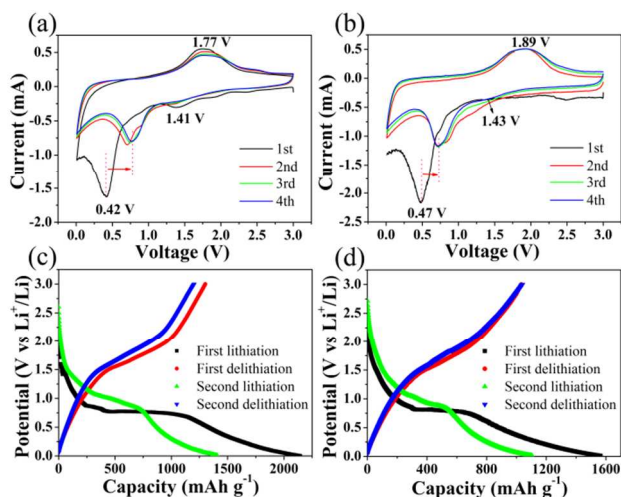 (a)
1.77 V
1.41 V
0.42 V
1st
2nd
3rd
4th
Current (mA)
1.0
0.5
0.0
-0.5
-1.0
-1.5
-2.0
0.0 0.5 1.0 1.5 2.0 2.5 3.0
Voltage (V)
(b)
1.89 V
1.43 V
0.47 V
1st
2nd
3rd
4th
Current (mA)
1.0
0.5
0.0
-0.5
-1.0
-1.5
-2.0
-2.5
0.0 0.5 1.0 1.5 2.0 2.5 3.0
Voltage (V)
(c)
First lithiation
First delithiation
Second lithiation
Second delithiation
Potential (V vs Li⁺/Li)
3.0
2.5
2.0
1.5
1.0
0.5
0.0
0 500 1000 1500 2000
Capacity (mAh g⁻¹)
(d)
First lithiation
First delithiation
Second lithiation
Second delithiation
Potential (V vs Li⁺/Li)
3.0
2.5
2.0
1.5
1.0
0.5
0.0
0 400 800 1200 1600
Capacity (mAh g⁻¹)